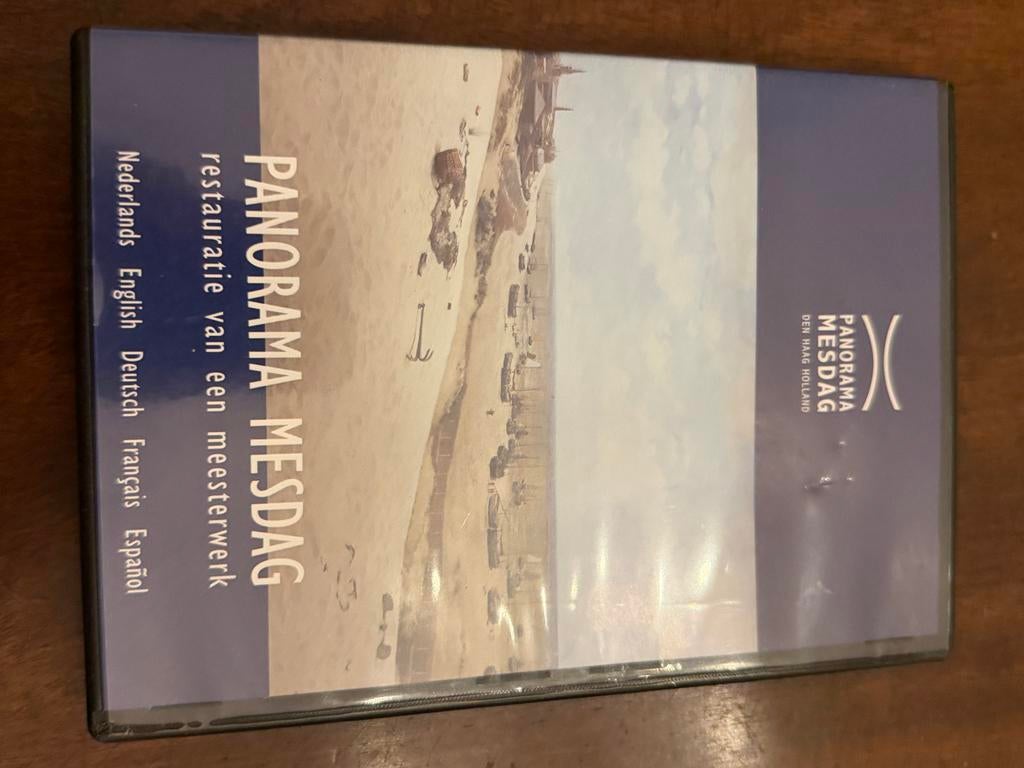 PANORAMA
MESDAG
DEN HAAG HOLLAND
PANORAMA MESDAG
restauratie van een meesterwerk
Nederlands English Deutsch Français Español